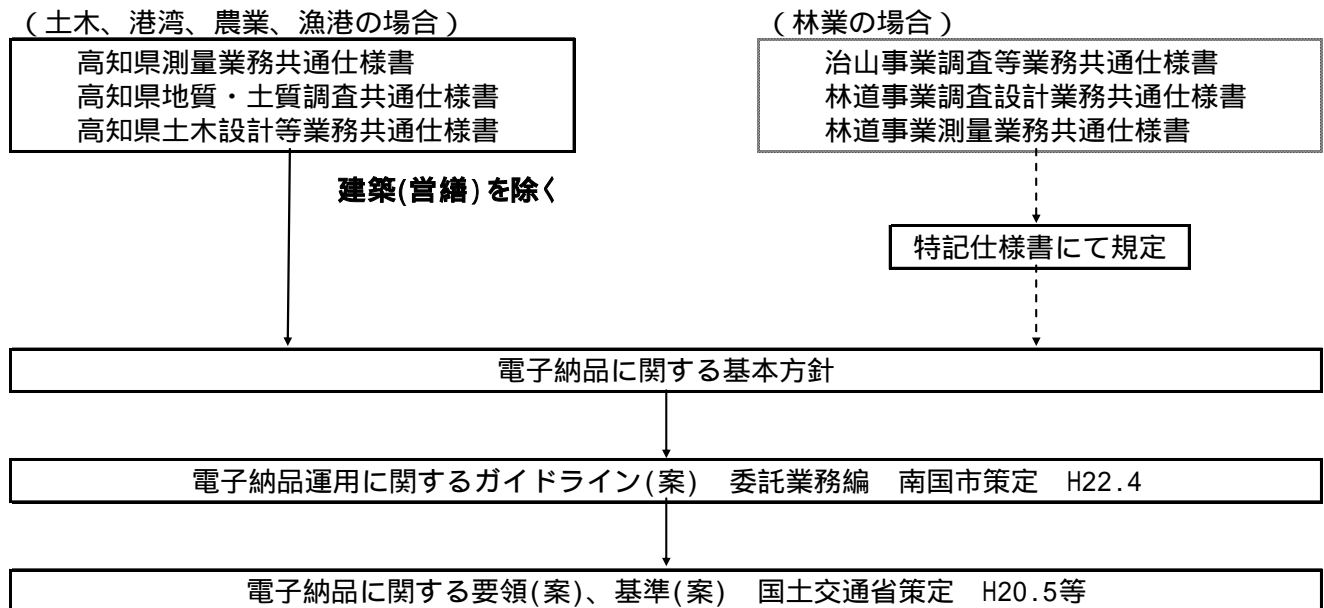 (土木、港湾、農業、漁港の場合)
高知県測量業務共通仕様書
高知県地質・土質調査共通仕様書
高知県土木設計等業務共通仕様書
建築(営繕)を除く
(林業の場合)
治山事業調査等業務共通仕様書
林道事業調査設計業務共通仕様書
林道事業測量業務共通仕様書
特記仕様書にて規定
電子納品に関する基本方針
電子納品運用に関するガイドライン(案) 委託業務編 南国市策定 H22.4
電子納品に関する要領(案)、基準(案) 国土交通省策定 H20.5等